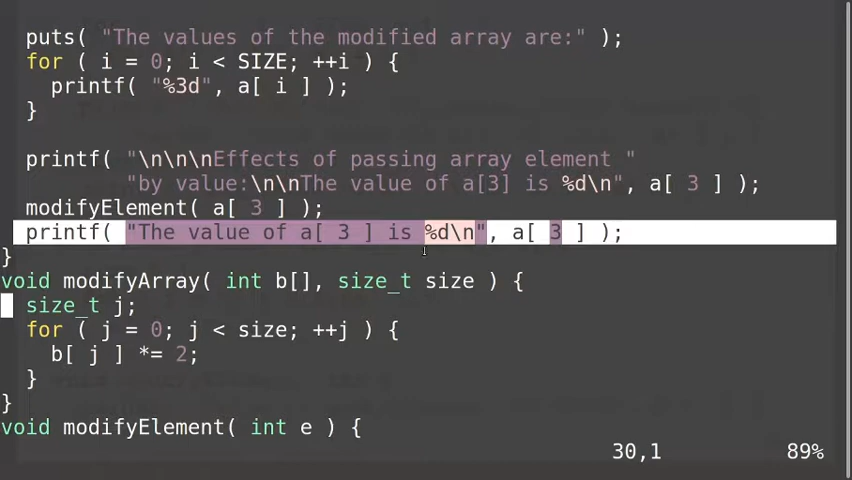 puts( "The values of the modified array are:" );
for ( i = 0; i < SIZE; ++i ) {
printf( "%3d", a[ i ] );
}
printf( "\n\n\nEffects of passing array element "
"by value:\n\nThe value of a[3] is %d\n", a[ 3 ] );
modifyElement( a[ 3 ] );
printf( "The value of a[ 3 ] is %d\n", a[ 3 ] );
}
void modifyArray( int b[], size_t size ) {
size_t j;
for ( j = 0; j < size; ++j ) {
b[ j ] *= 2;
}
}
void modifyElement( int e ) {
30,1 89%